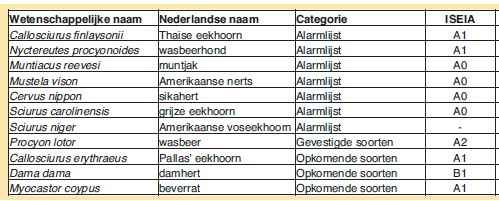 Wetenschappelijke naam Nederlandse naam Categorie ISEIA
Callosciurus finlaysonii Thaise eekhoorn Alarmlijst A1
Nyctereutes procyonoides wasbeerhond Alarmlijst A1
Muntiacus reevesi muntjak Alarmlijst A0
Mustela vison Amerikaanse nerts Alarmlijst A0
Cervus nippon sikahert Alarmlijst A0
Sciurus carolinensis grijze eekhoorn Alarmlijst A0
Sciurus niger Amerikaanse voseekhoorn Alarmlijst -
Procyon lotor wasbeer Gevestigde soorten A2
Callosciurus erythraeus Pallas' eekhoorn Opkomende soorten A1
Dama dama damhert Opkomende soorten B1
Myocastor coypus beverrat Opkomende soorten A1